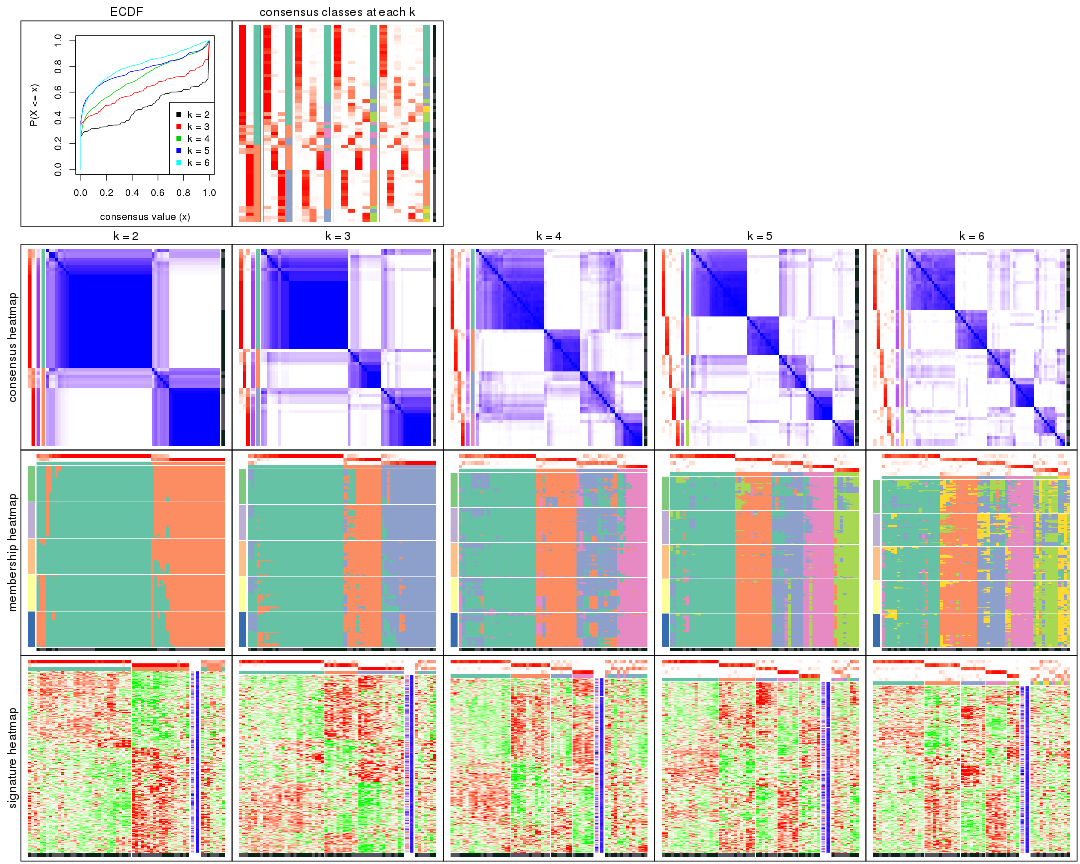 ECDF
consensus classes at each k
P(X <= x)
0.0 0.2 0.4 0.6 0.8 1.0
k = 2
k = 3
k = 4
k = 5
k = 6
0.0 0.2 0.4 0.6 0.8 1.0
consensus value (x)
k = 2
k = 3
k = 4
k = 5
k = 6
consensus heatmap
membership heatmap
signature heatmap